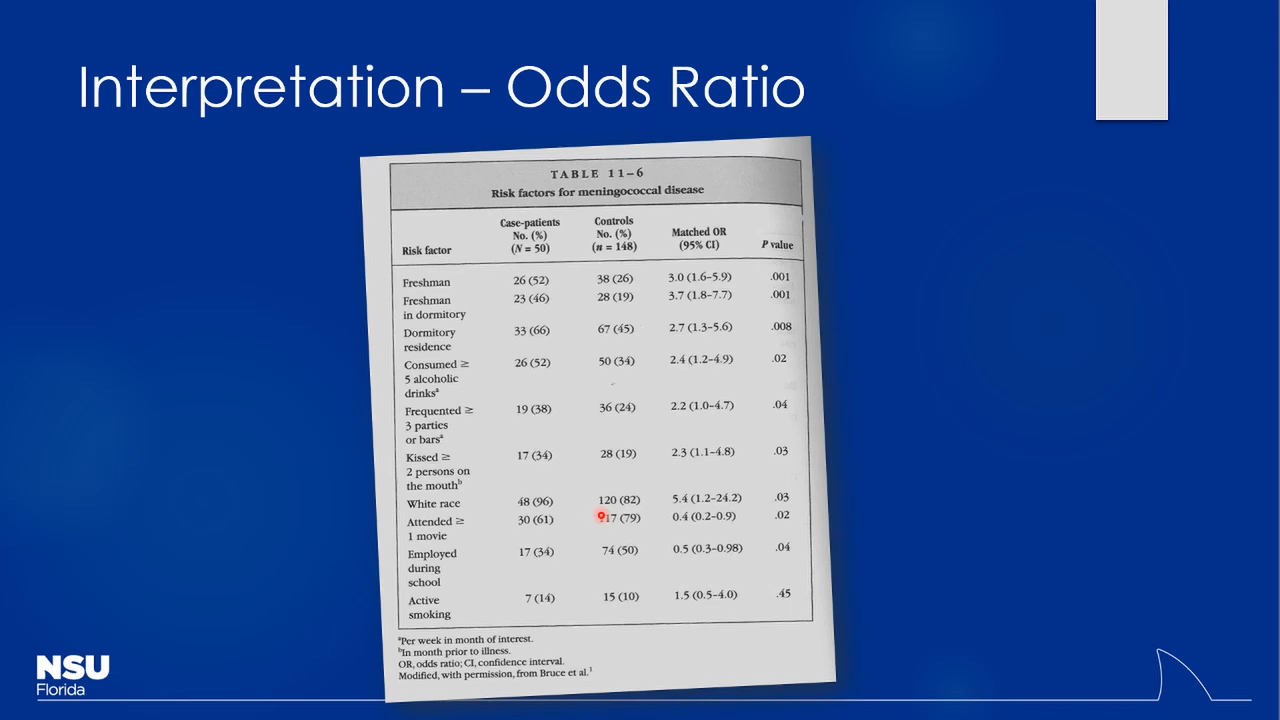 Interpretation – Odds Ratio
TABLE 11–6
Risk factors for meningococcal disease
Risk factor
Case-patients
No. (%)
(N = 50)
Controls
No. (%)
(n = 148)
Matched OR
(95% CI)
P value
Freshman 26 (52) 38 (26) 3.0 (1.6–5.9) .001
Freshman 23 (46) 28 (19) 3.7 (1.8–7.7) .001
in dormitory
Dormitory 33 (66) 67 (45) 2.7 (1.3–5.6) .008
residence
Consumed ≥ 26 (52) 50 (34) 2.4 (1.2–4.9) .02
5 alcoholic
drinksᵃ
Frequented ≥ 19 (38) 36 (24) 2.2 (1.0–4.7) .04
3 parties
or barsᵃ
Kissed ≥ 17 (34) 28 (19) 2.3 (1.1–4.8) .03
2 persons on
the mouthᵇ
White race 48 (96) 120 (82) 5.4 (1.2–24.2) .03
Attended ≥ 30 (61) 117 (79) 0.4 (0.2–0.9) .02
1 movie
Employed 17 (34) 74 (50) 0.5 (0.3–0.98) .04
during
school
Active 7 (14) 15 (10) 1.5 (0.5–4.0) .45
smoking
ᵃPer week in month of interest.
ᵇIn month prior to illness.
OR, odds ratio; CI, confidence interval.
Modified, with permission, from Bruce et al.¹
NSU
Florida